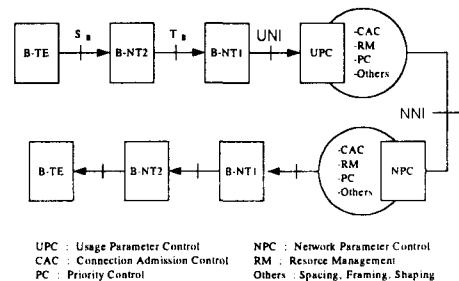 S B
T B
UNI
B-TE
B-NT2
B-NT1
UPC
-CAC
-RM
-PC
-Others
NNI
B-TE
B-NT2
B-NT1
-CAC
-RM
-PC
-Others
NPC
UPC : Usage Parameter Control
CAC : Connection Admission Control
PC : Priority Control
NPC : Network Parameter Control
RM : Resorce Management
Others : Spacing, Framing, Shaping